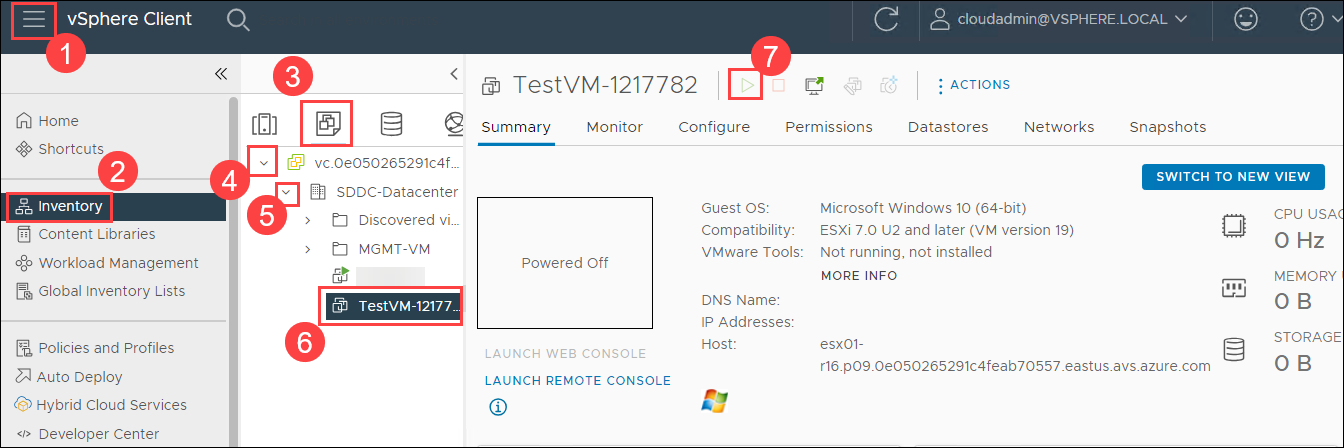 vSphere Client
cloudadmin@VSPHERE.LOCAL
1
Home
Shortcuts
2
Inventory
Content Libraries
Workload Management
Global Inventory Lists
Policies and Profiles
Auto Deploy
Hybrid Cloud Services
Developer Center
3
4
vc.0e050265291c4f...
5
SDDC-Datacenter
Discovered vi...
MGMT-VM
TestVM-12177...
6
TestVM-1217782
7
ACTIONS
Summary Monitor Configure Permissions Datastores Networks Snapshots
SWITCH TO NEW VIEW
Powered Off
LAUNCH WEB CONSOLE
LAUNCH REMOTE CONSOLE
Guest OS: Microsoft Windows 10 (64-bit)
Compatibility: ESXi 7.0 U2 and later (VM version 19)
VMware Tools: Not running, not installed
MORE INFO
DNS Name:
IP Addresses:
Host: esx01-
r16.p09.0e050265291c4feab70557.eastus.avs.azure.com
CPU USAG
0 Hz
MEMORY U
0 B
STORAGE
0 B